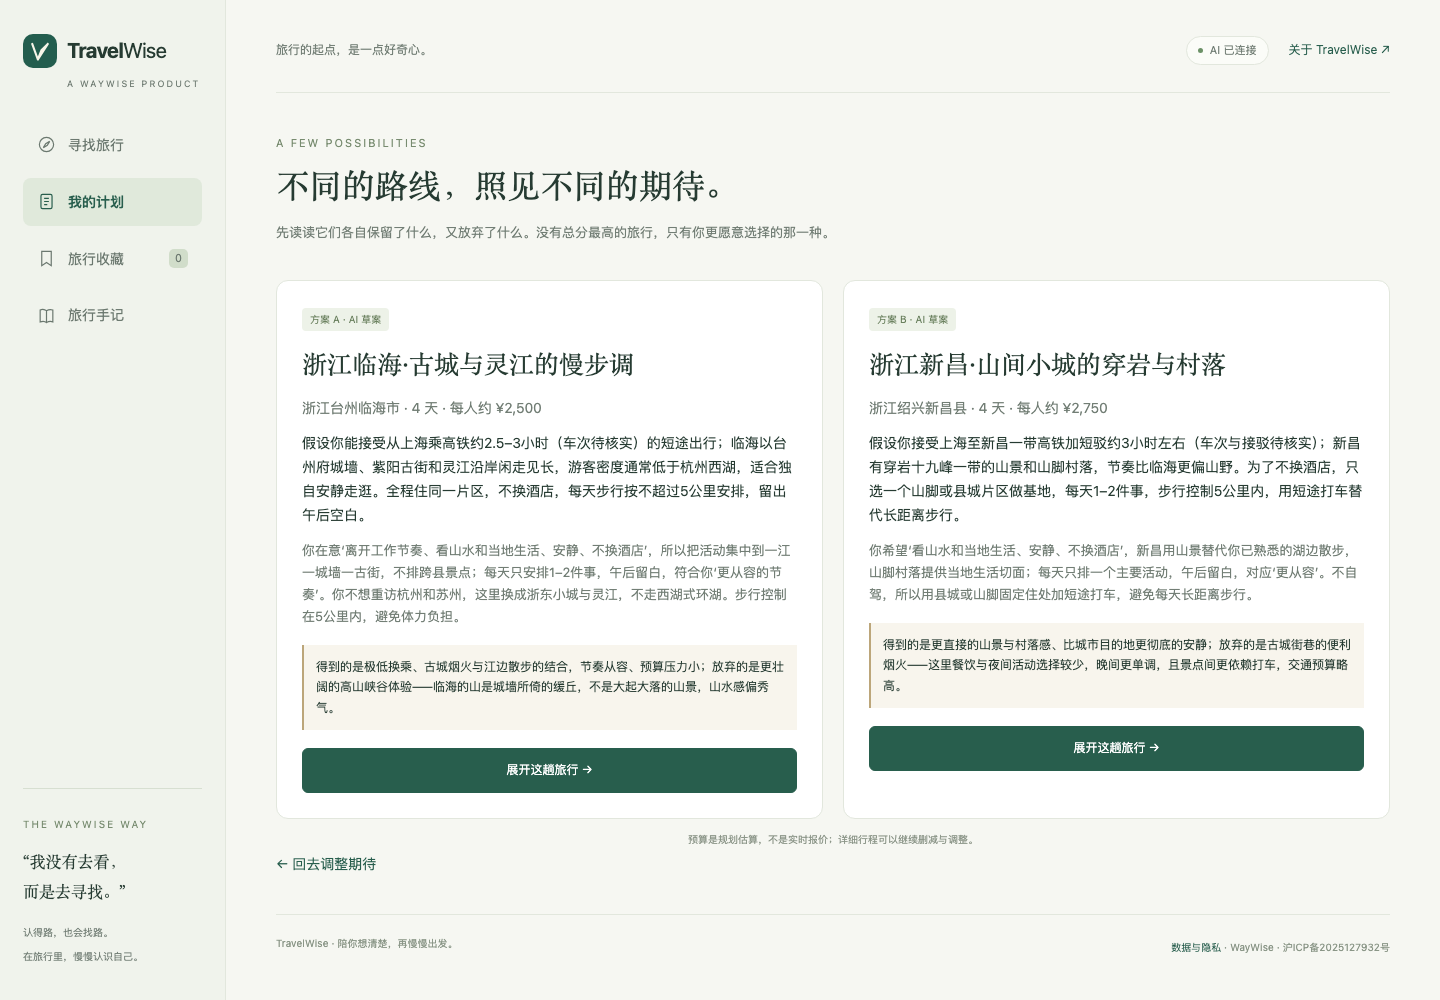 TravelWise
A WAYWISE PRODUCT
寻找旅行
我的计划
旅行收藏 0
旅行手记
THE WAYWISE WAY
“我没有去看，
而是去寻找。”
认得路，也会找路。
在旅行里，慢慢认识自己。
旅行的起点，是一点好奇心。
AI 已连接
关于 TravelWise ↗
A FEW POSSIBILITIES
不同的路线，照见不同的期待。
先读读它们各自保留了什么，又放弃了什么。没有总分最高的旅行，只有你更愿意选择的那一种。
方案 A · AI 草案
浙江临海·古城与灵江的慢步调
浙江台州临海市 · 4 天 · 每人约 ¥2,500
假设你能接受从上海乘高铁约2.5–3小时（车次待核实）的短途出行；临海以台
州府城墙、紫阳古街和灵江沿岸闲走见长，游客密度通常低于杭州西湖，适合独
自安静走逛。全程住同一片区，不换酒店，每天步行按不超过5公里安排，留出
午后空白。
你在意‘离开工作节奏、看山水和当地生活、安静、不换酒店’，所以把活动集中到一江
一城墙一古街，不排跨县景点；每天只安排1–2件事，午后留白，符合你‘更从容的节
奏’。你不想重访杭州和苏州，这里换成浙东小城与灵江，不走西湖式环湖。步行控制
在5公里内，避免体力负担。
得到的是极低换乘、古城烟火与江边散步的结合，节奏从容、预算压力小；放弃的是更壮
阔的高山峡谷体验——临海的山是城墙所倚的缓丘，不是大起大落的山景，山水感偏秀
气。
展开这趟旅行 →
方案 B · AI 草案
浙江新昌·山间小城的穿岩与村落
浙江绍兴新昌县 · 4 天 · 每人约 ¥2,750
假设你接受上海至新昌一带高铁加短驳约3小时左右（车次与接驳待核实）；新昌
有穿岩十九峰一带的山景和山脚村落，节奏比临海更偏山野。为了不换酒店，只
选一个山脚或县城片区做基地，每天1–2件事，步行控制5公里内，用短途打车替
代长距离步行。
你希望‘看山水和当地生活、安静、不换酒店’，新昌用山景替代你已熟悉的湖边散步，
山脚村落提供当地生活切面；每天只排一个主要活动，午后留白，对应‘更从容’。不自
驾，所以用县城或山脚固定住处加短途打车，避免每天长距离步行。
得到的是更直接的山景与村落感、比城市目的地更彻底的安静；放弃的是古城街巷的便利
烟火——这里餐饮与夜间活动选择较少，晚间更单调，且景点间更依赖打车，交通预算略
高。
展开这趟旅行 →
预算是规划估算，不是实时报价；详细行程可以继续删减与调整。
← 回去调整期待
TravelWise · 陪你想清楚，再慢慢出发。
数据与隐私 · WayWise · 沪ICP备2025127932号